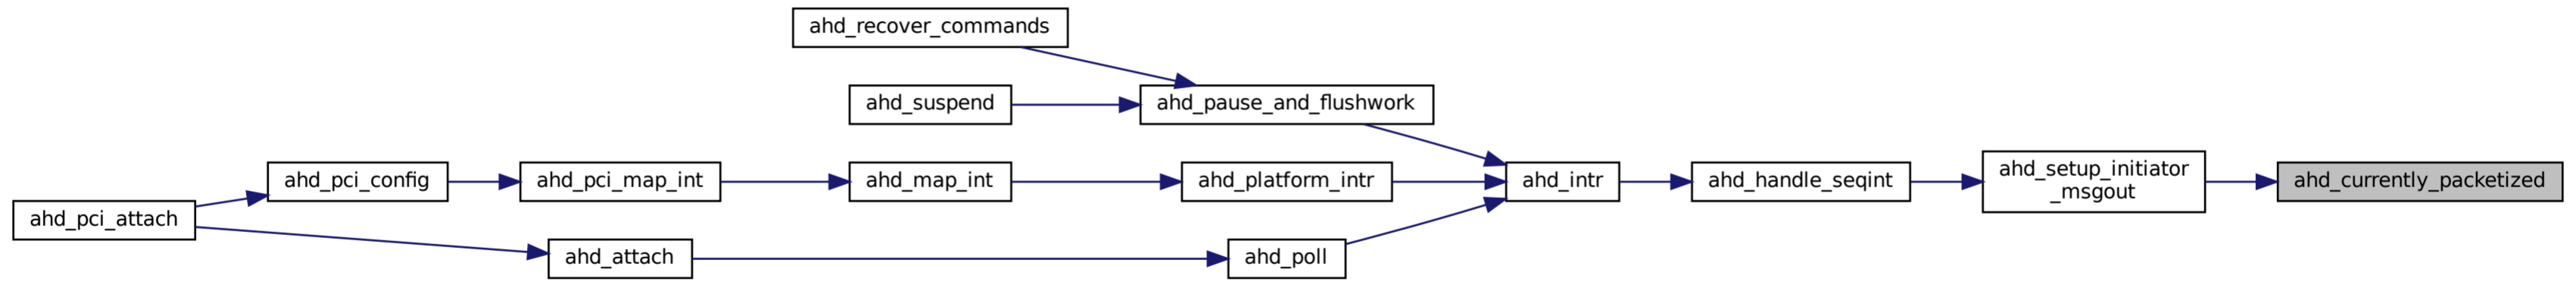 ahd_recover_commands
ahd_suspend
ahd_pause_and_flushwork
ahd_pci_attach
ahd_pci_config
ahd_pci_map_int
ahd_map_int
ahd_platform_intr
ahd_intr
ahd_handle_seqint
ahd_setup_initiator
_msgout
ahd_currently_packetized
ahd_attach
ahd_poll